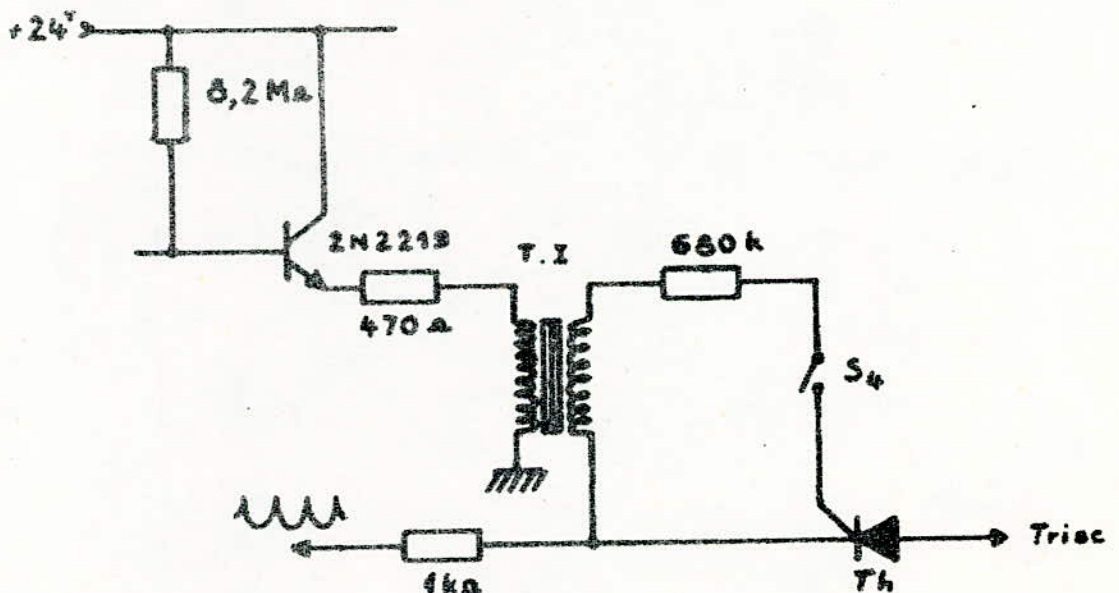 +24V
8,2 MΩ
2N2219
470 Ω
T.I
680 k
S4
1kΩ
Th
Triac